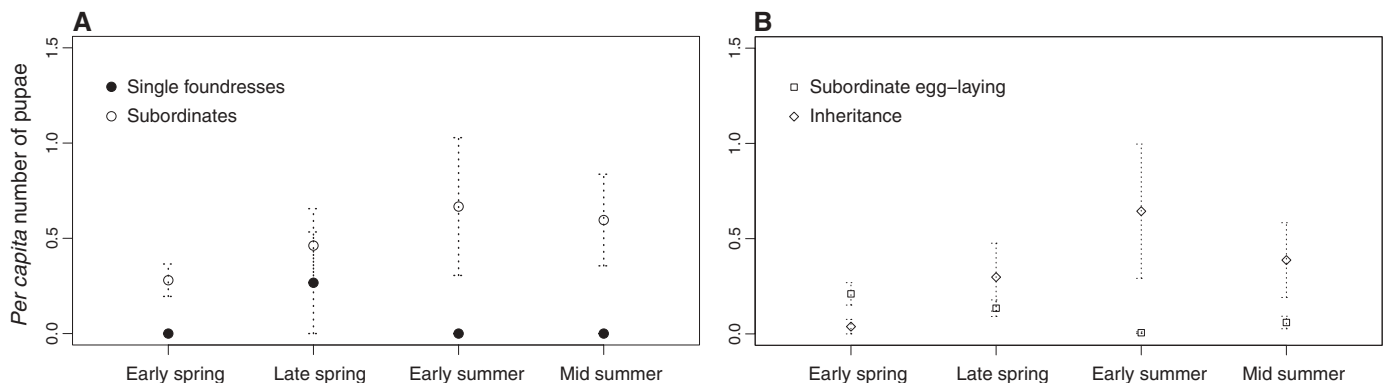 A
Per capita number of pupae
1.5
1.0
0.5
0.0
Single foundresses
Subordinates
Early spring
Late spring
Early summer
Mid summer
B
1.5
1.0
0.5
0.0
Subordinate egg–laying
Inheritance
Early spring
Late spring
Early summer
Mid summer